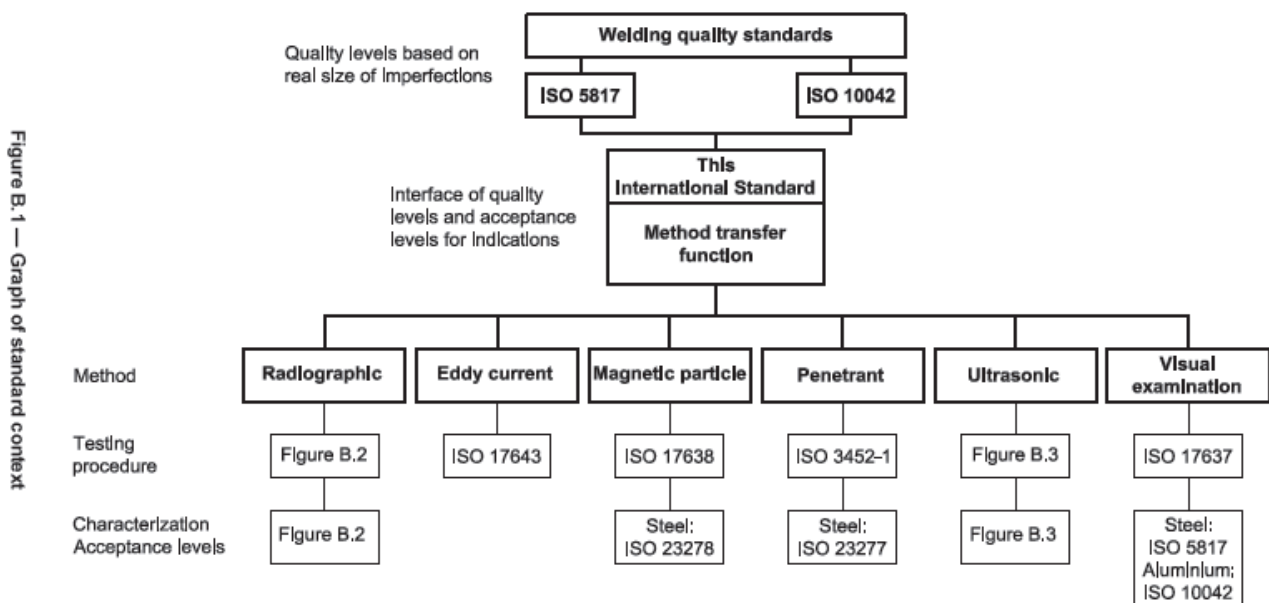 Welding quality standards
Quality levels based on
real size of imperfections
ISO 5817
ISO 10042
This
International Standard
Interface of quality
levels and acceptance
levels for indications
Method transfer
function
Method
Radiographic
Eddy current
Magnetic particle
Penetrant
Ultrasonic
Visual
examination
Testing
procedure
Figure B.2
ISO 17643
ISO 17638
ISO 3452-1
Figure B.3
ISO 17637
Characterization
Acceptance levels
Figure B.2
Steel:
ISO 23278
Steel:
ISO 23277
Figure B.3
Steel:
ISO 5817
Aluminium;
ISO 10042
Figure B.1 — Graph of standard context